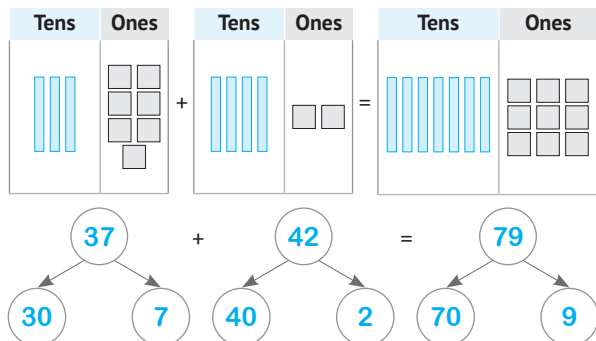 Tens Ones Tens Ones Tens Ones
+ =
37 + 42 = 79
30 7 40 2 70 9